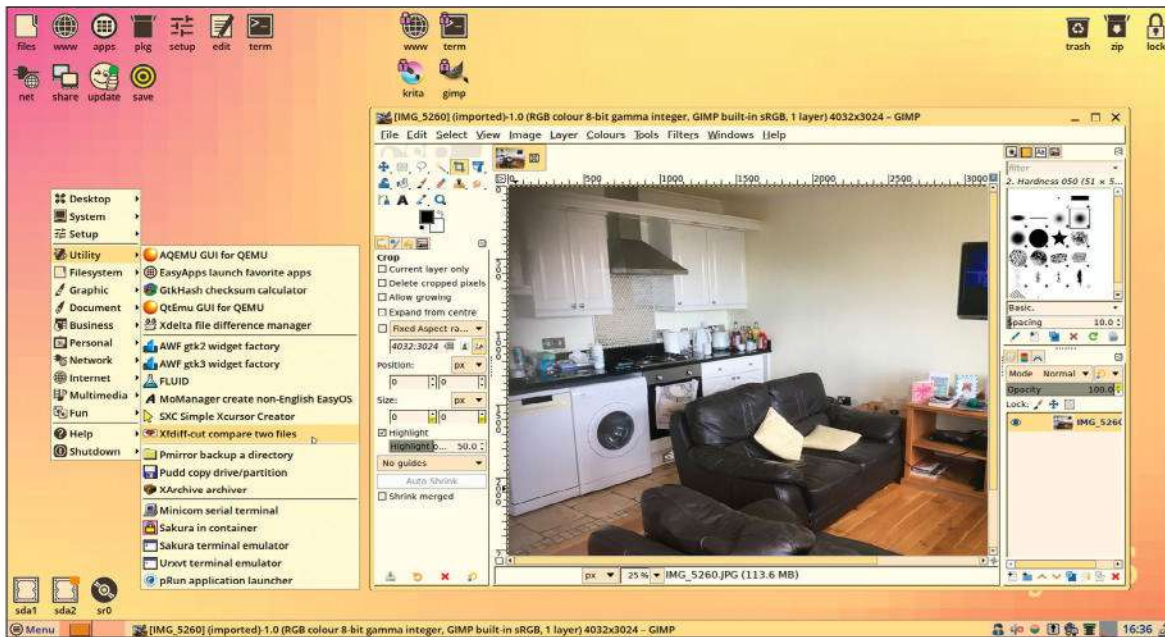 files www apps pkg setup edit term
www term
trash zip lock
net share update save
krita gimp
[IMG_5260] (imported)-1.0 (RGB colour 8-bit gamma integer, GIMP built-in sRGB, 1 layer) 4032x3024 – GIMP
File Edit Select View Image Layer Colours Tools Filters Windows Help
Desktop
System
Setup
Utility
Filesystem
Graphic
Document
Business
Personal
Network
Internet
Multimedia
Fun
Help
Shutdown
AQEMU GUI for QEMU
EasyApps launch favorite apps
GtkHash checksum calculator
QtEmu GUI for QEMU
Xdelta file difference manager
AWF gtk2 widget factory
AWF gtk3 widget factory
FLUID
MoManager create non-English EasyOS
SXC Simple Xcursor Creator
Xfdiff-cut compare two files
Pmirror backup a directory
Pudd copy drive/partition
XArchive archiver
Minicom serial terminal
Sakura in container
Sakura terminal emulator
Urxvt terminal emulator
pRun application launcher
Crop
Current layer only
Delete cropped pixels
Allow growing
Expand from centre
Fixed Aspect ra...
4032:3024
Position: px
0 0
Size: px
0 0
Highlight
Highlight o... 50.0
No guides
Auto Shrink
Shrink merged
0 500 1000 1500 2000 2500 3000
px 25 % IMG_5260.JPG (113.6 MB)
filter
2. Hardness 050 (51 × 5...
Basic.
Spacing 10.0
Mode Normal
Opacity 100.0
Lock:
IMG_526
sda1 sda2 sr0
Menu
[IMG_5260] (imported)-1.0 (RGB colour 8-bit gamma integer, GIMP built-in sRGB, 1 layer) 4032x3024 – GIMP
16:36